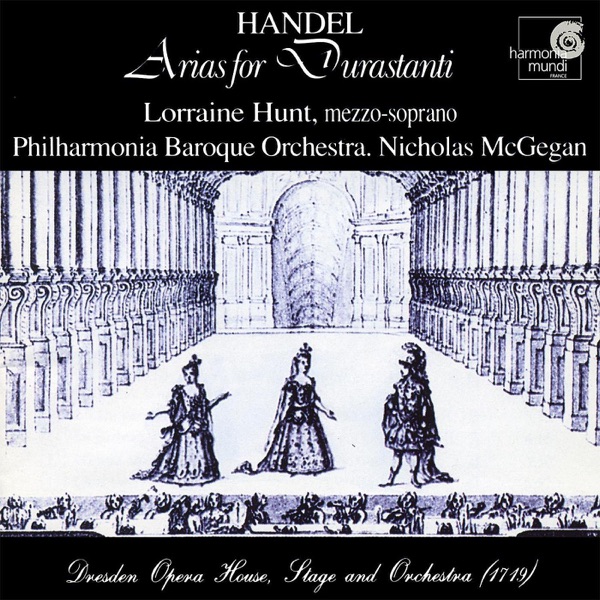 HANDEL
Arias for Durastanti
harmonia
mundi
FRANCE
Lorraine Hunt, mezzo-soprano
Philharmonia Baroque Orchestra. Nicholas McGegan
Dresden Opera House, Stage and Orchestra (1719)